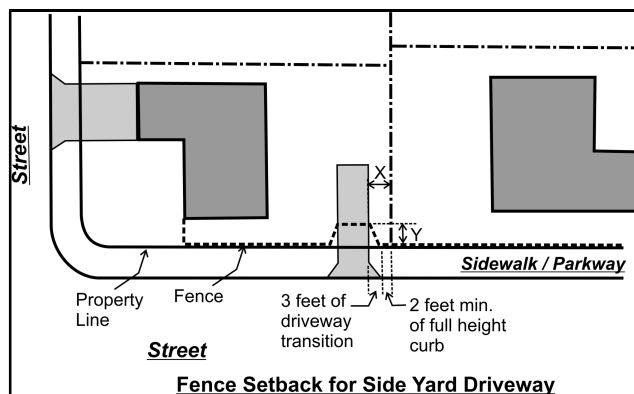 Street
X
Y
Sidewalk / Parkway
Property
Line
Fence
3 feet of
driveway
transition
2 feet min.
of full height
curb
Street
Fence Setback for Side Yard Driveway